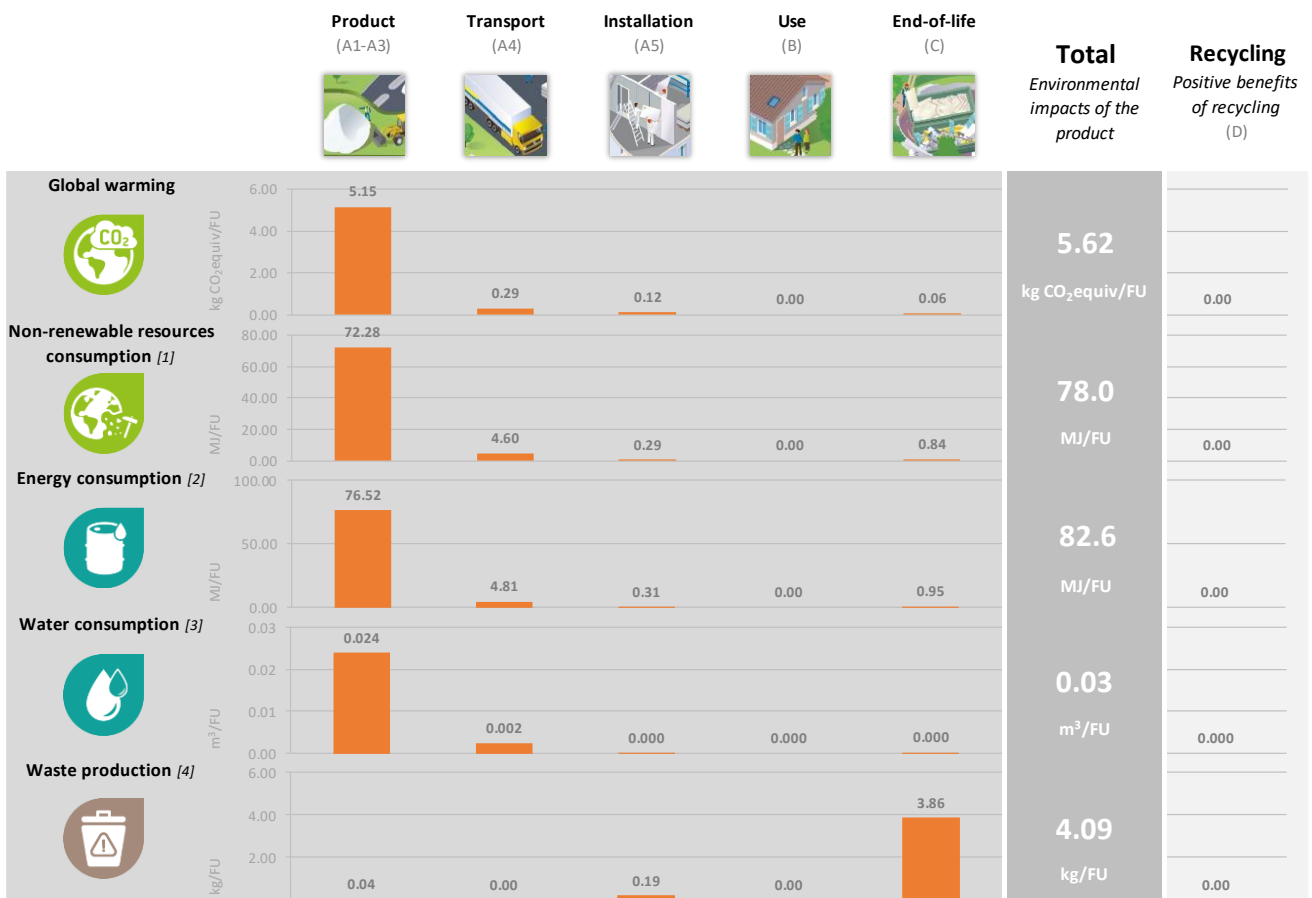 Product Transport Installation Use End-of-life
(A1-A3) (A4) (A5) (B) (C)
Total
Environmental
impacts of the
product
Recycling
Positive benefits
of recycling
(D)
Global warming
CO₂
kg CO₂equiv/FU
6.00
4.00
2.00
0.00
5.15 0.29 0.12 0.00 0.06
5.62
kg CO₂equiv/FU
0.00
Non-renewable resources
consumption [1]
MJ/FU
80.00
60.00
40.00
20.00
0.00
72.28 4.60 0.29 0.00 0.84
78.0
MJ/FU
0.00
Energy consumption [2]
MJ/FU
100.00
50.00
0.00
76.52 4.81 0.31 0.00 0.95
82.6
MJ/FU
0.00
Water consumption [3]
m³/FU
0.03
0.02
0.01
0.00
0.024 0.002 0.000 0.000 0.000
0.03
m³/FU
0.000
Waste production [4]
kg/FU
6.00
4.00
2.00
0.04 0.00 0.19 0.00 3.86
4.09
kg/FU
0.00